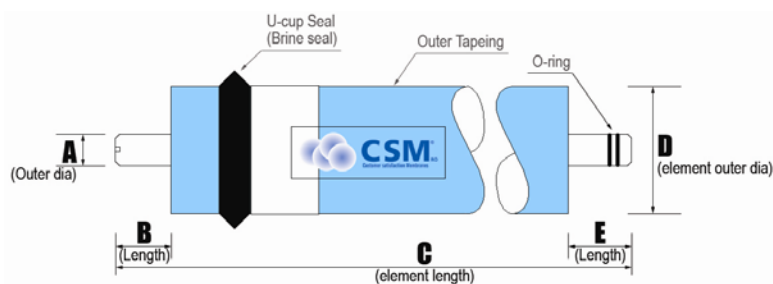 U-cup Seal
(Brine seal)
Outer Tapeing
O-ring
A
(Outer dia)
CSM
D
(element outer dia)
B
(Length)
C
(element length)
E
(Length)